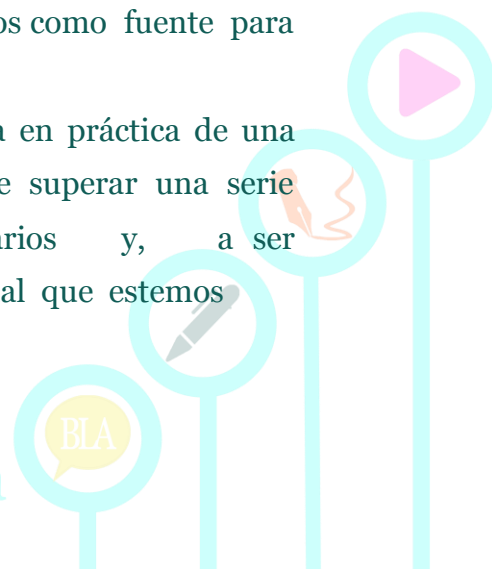 os como fuente para
a en práctica de una
e superar una serie
arios y, a ser
al que estemos
BLA